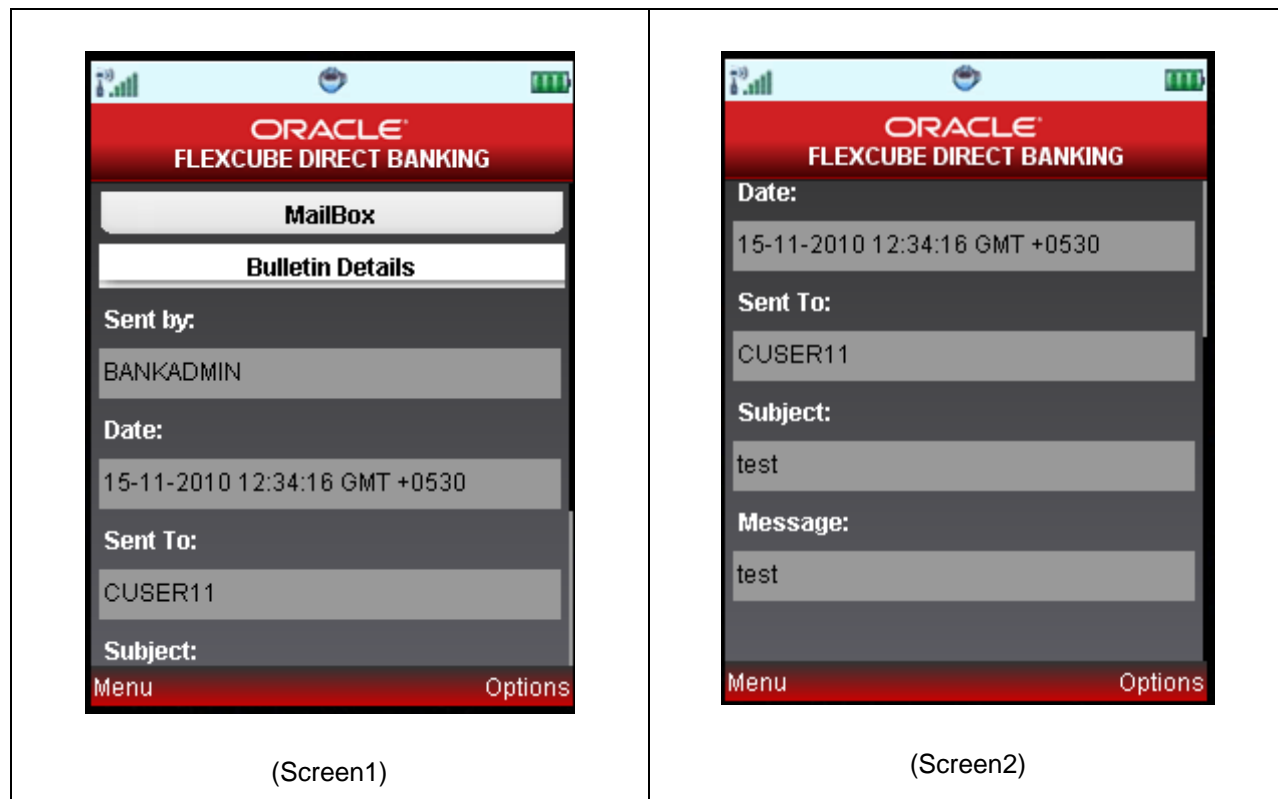 ORACLE
FLEXCUBE DIRECT BANKING
MailBox
Bulletin Details
Sent by:
BANKADMIN
Date:
15-11-2010 12:34:16 GMT +0530
Sent To:
CUSER11
Subject:
Menu
Options
(Screen1)
ORACLE
FLEXCUBE DIRECT BANKING
Date:
15-11-2010 12:34:16 GMT +0530
Sent To:
CUSER11
Subject:
test
Message:
test
Menu
Options
(Screen2)